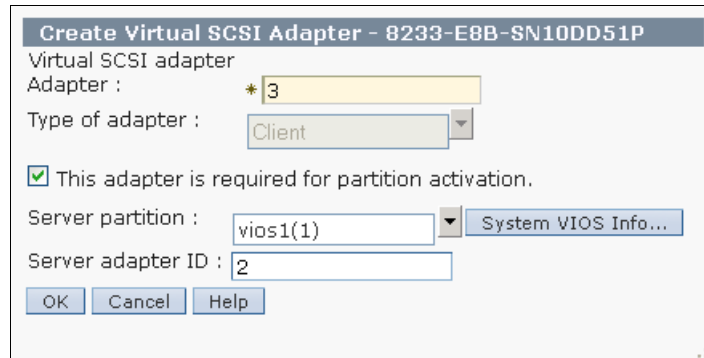 Create Virtual SCSI Adapter - 8233-E8B-SN10DD51P
Virtual SCSI adapter
Adapter : * 3
Type of adapter : Client
This adapter is required for partition activation.
Server partition : vios1(1) System VIOS Info...
Server adapter ID : 2
OK Cancel Help